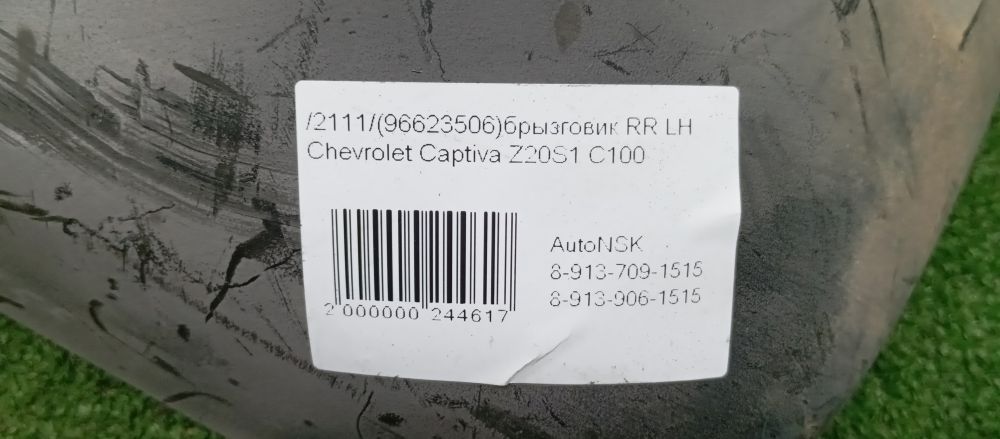 /2111/(96623506)брызговик RR LH
Chevrolet Captiva Z20S1 C100
AutoNSK
8-913-709-1515
8-913-906-1515
2 000000 244617